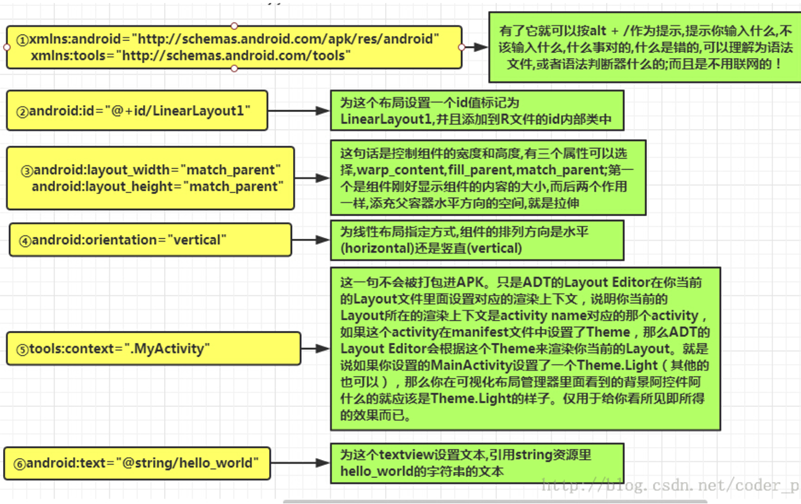 ①xmlns:android="http://schemas.android.com/apk/res/android"
xmlns:tools="http://schemas.android.com/tools"
有了它就可以按alt + /作为提示,提示你输入什么,不
该输入什么,什么事对的,什么是错的,可以理解为语法
文件,或者语法判断器什么的;而且是不用联网的！
②android:id="@+id/LinearLayout1"
为这个布局设置一个id值标记为
LinearLayout1,并且添加到R文件的id内部类中
③android:layout_width="match_parent"
android:layout_height="match_parent"
这句话是控制组件的宽度和高度,有三个属性可以选
择,warp_content,fill_parent,match_parent;第一
个是组件刚好显示组件的内容的大小,而后两个作用
一样,添充父容器水平方向的空间,就是拉伸
④android:orientation="vertical"
为线性布局指定方式,组件的排列方向是水平
(horizontal)还是竖直(vertical)
⑤tools:context=".MyActivity"
这一句不会被打包进APK。只是ADT的Layout Editor在你当前
的Layout文件里面设置对应的渲染上下文，说明你当前的
Layout所在的渲染上下文是activity name对应的那个activity，
如果这个activity在manifest文件中设置了Theme，那么ADT的
Layout Editor会根据这个Theme来渲染你当前的Layout。就是
说如果你设置的MainActivity设置了一个Theme.Light（其他的
也可以），那么你在可视化布局管理器里面看到的背景阿控件阿
什么的就应该是Theme.Light的样子。仅用于给你看所见即所得
的效果而已。
⑥android:text="@string/hello_world"
为这个textview设置文本,引用string资源里
hello_world的字符串的文本
http://blog.csdn.net/coder_p